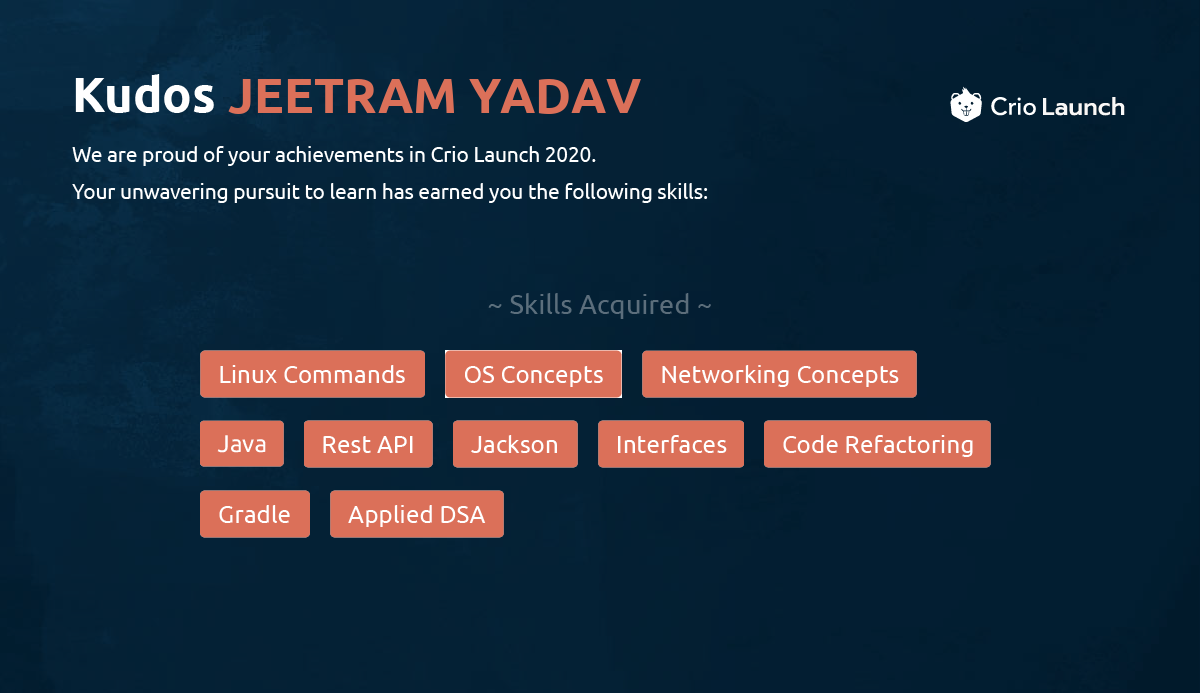 Kudos JEETRAM YADAV
Crio Launch
We are proud of your achievements in Crio Launch 2020.
Your unwavering pursuit to learn has earned you the following skills:
~ Skills Acquired ~
Linux Commands OS Concepts Networking Concepts
Java Rest API Jackson Interfaces Code Refactoring
Gradle Applied DSA